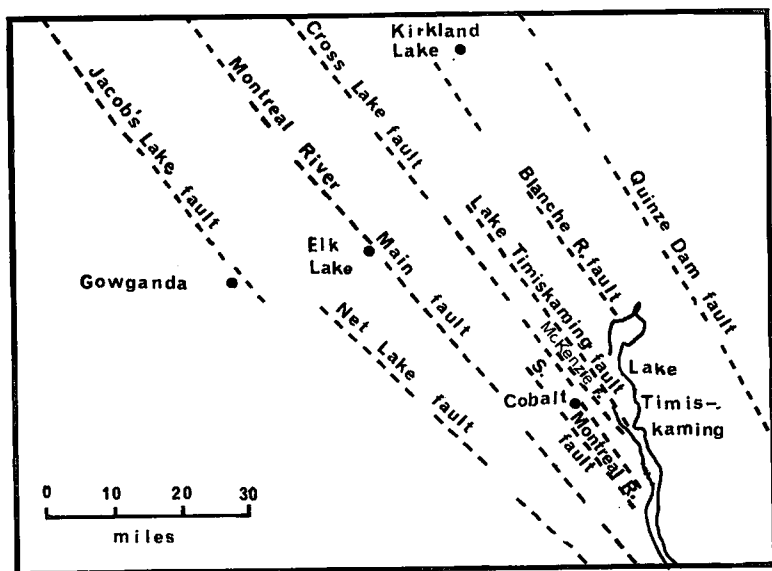 Kirkland
Lake
Cross Lake fault
Montreal River Main fault
Jacob's Lake fault
Quinze Dam fault
Blanche R. fault
Lake Timiskaming fault
McKenzie F.
Elk
Lake
Gowganda
Net Lake fault
Lake
Timis-
kaming
Cobalt
S. Montreal R.
fault
0 10 20 30
miles